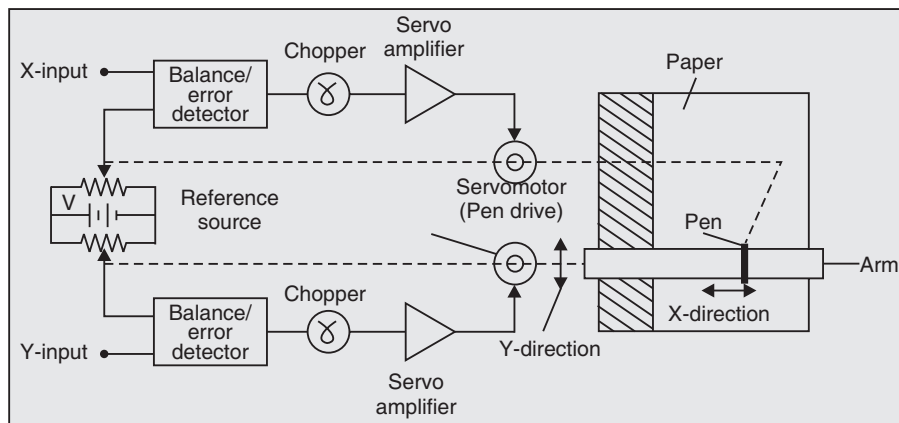 Servo
amplifier
Chopper
X-input
Balance/
error
detector
Paper
V
Reference
source
Servomotor
(Pen drive)
Pen
Arm
X-direction
Chopper
Balance/
error
detector
Y-input
Y-direction
Servo
amplifier